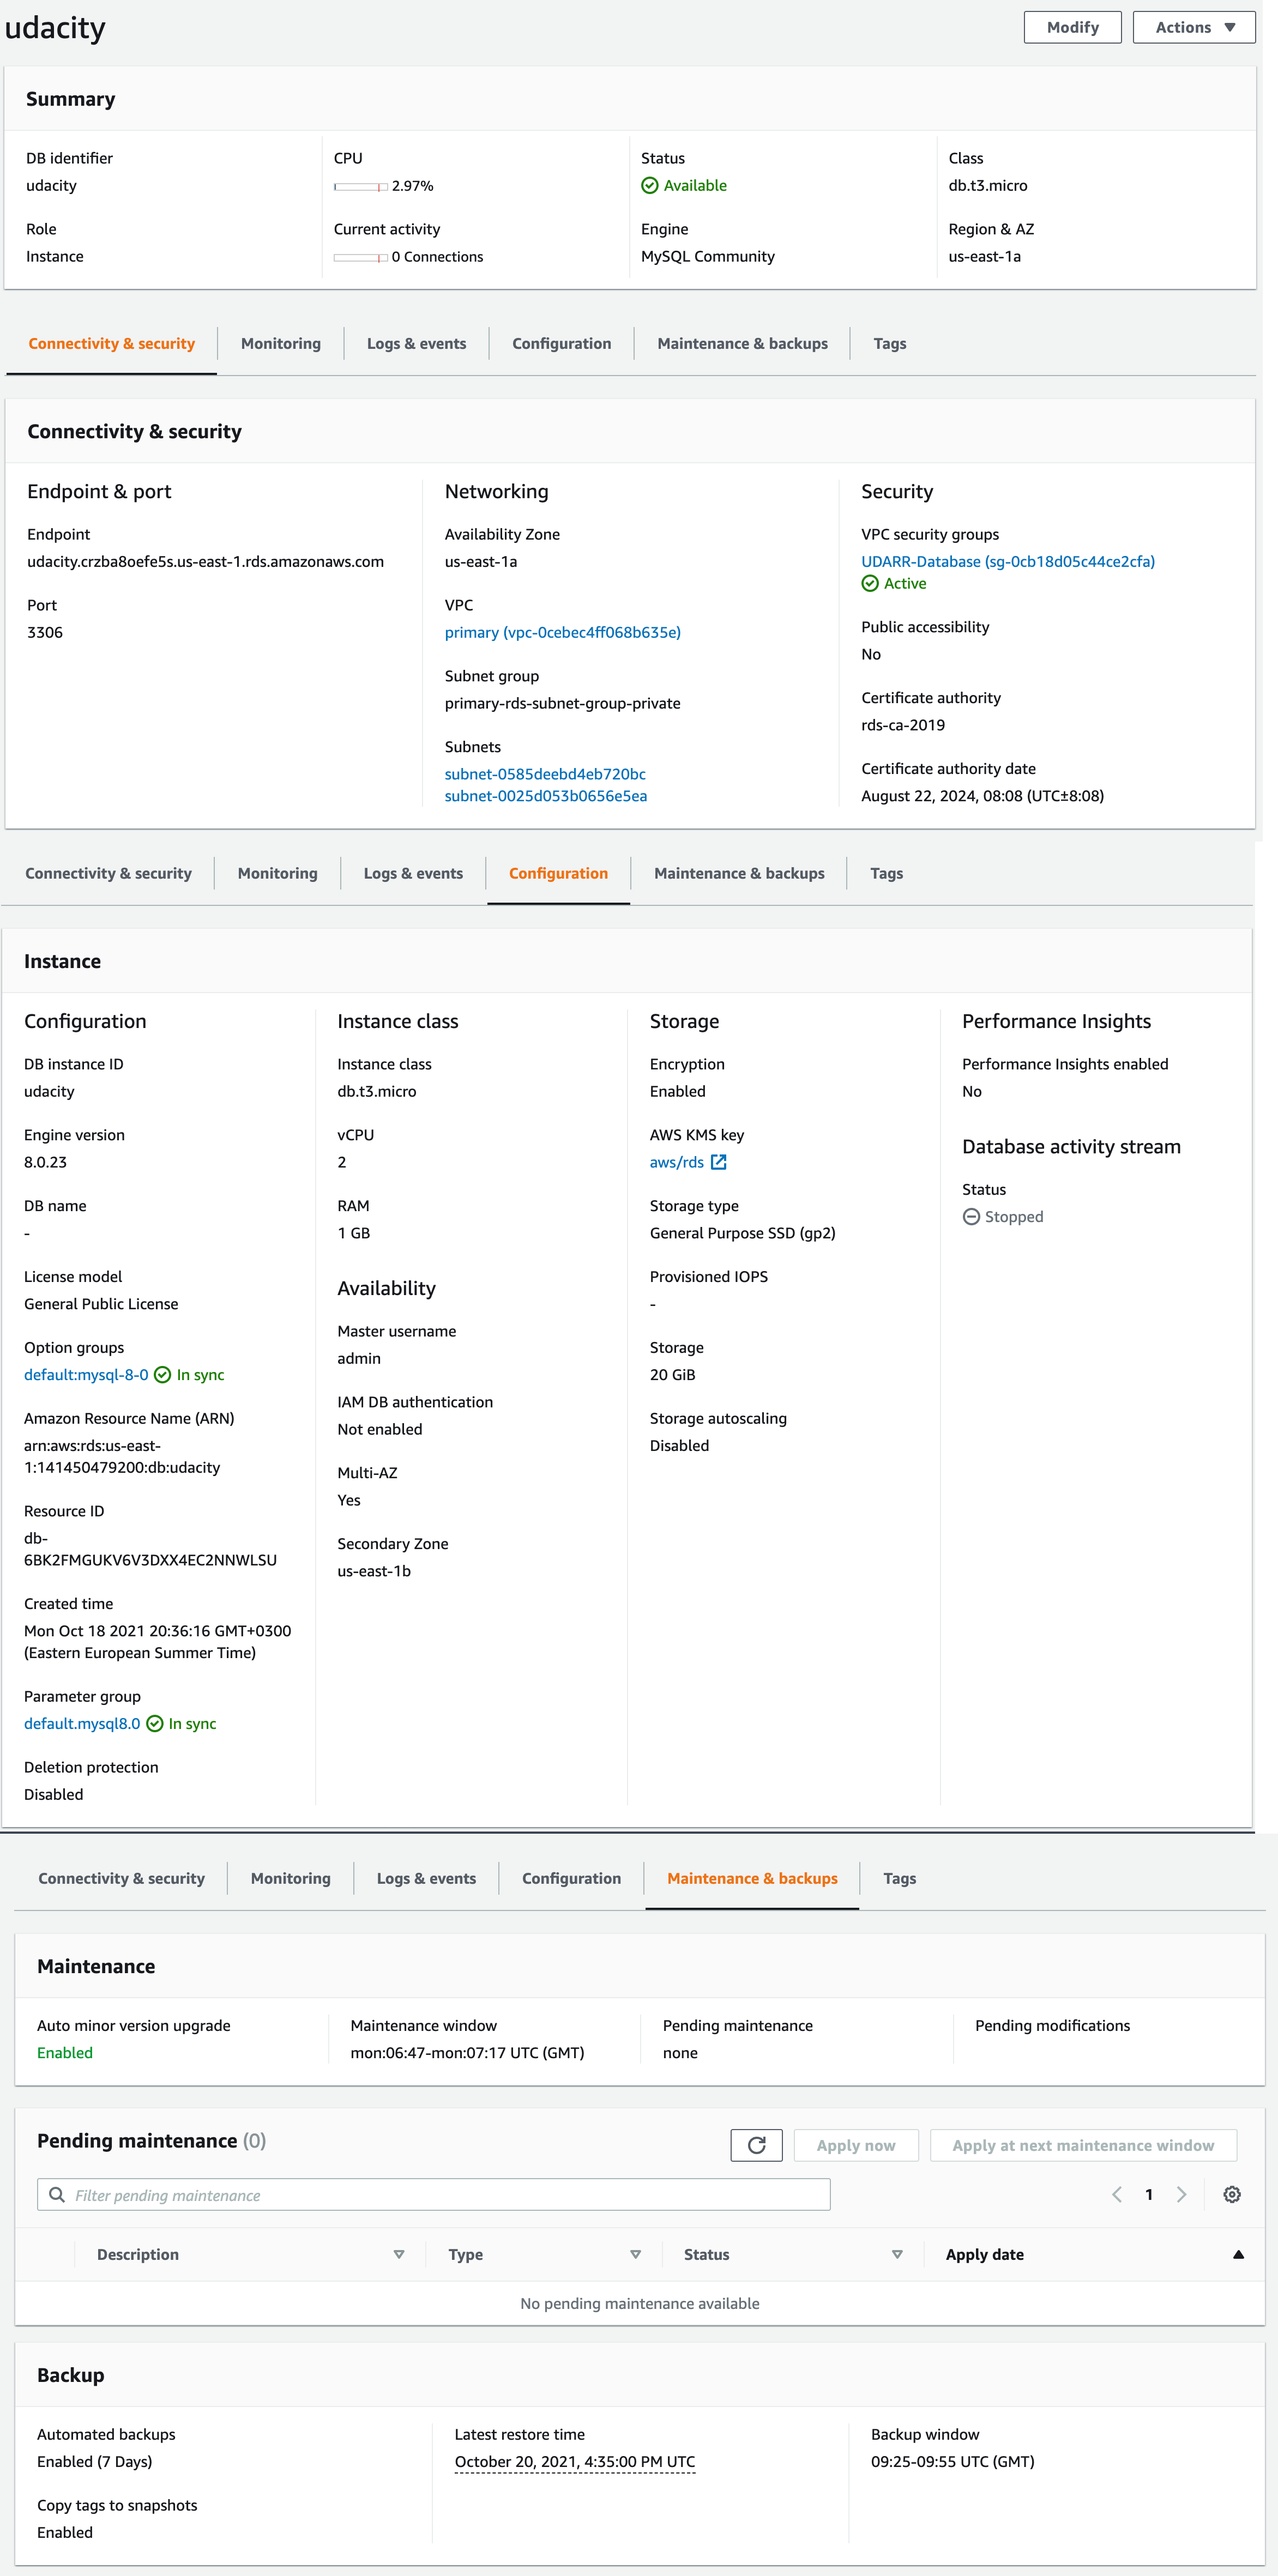 udacity
Modify
Actions
Summary
DB identifier
udacity
CPU
2.97%
Status
Available
Class
db.t3.micro
Role
Instance
Current activity
0 Connections
Engine
MySQL Community
Region & AZ
us-east-1a
Connectivity & security
Monitoring
Logs & events
Configuration
Maintenance & backups
Tags
Connectivity & security
Endpoint & port
Endpoint
udacity.crzba8oefe5s.us-east-1.rds.amazonaws.com
Port
3306
Networking
Availability Zone
us-east-1a
VPC
primary (vpc-0cebec4ff068b635e)
Subnet group
primary-rds-subnet-group-private
Subnets
subnet-0585deebd4eb720bc
subnet-0025d053b0656e5ea
Security
VPC security groups
UDARR-Database (sg-0cb18d05c44ce2cfa)
Active
Public accessibility
No
Certificate authority
rds-ca-2019
Certificate authority date
August 22, 2024, 08:08 (UTC±8:08)
Connectivity & security
Monitoring
Logs & events
Configuration
Maintenance & backups
Tags
Instance
Configuration
DB instance ID
udacity
Engine version
8.0.23
DB name
-
License model
General Public License
Option groups
default:mysql-8-0 In sync
Amazon Resource Name (ARN)
arn:aws:rds:us-east-
1:141450479200:db:udacity
Resource ID
db-
6BK2FMGUKV6V3DXX4EC2NNWLSU
Created time
Mon Oct 18 2021 20:36:16 GMT+0300
(Eastern European Summer Time)
Parameter group
default.mysql8.0 In sync
Deletion protection
Disabled
Instance class
Instance class
db.t3.micro
vCPU
2
RAM
1 GB
Availability
Master username
admin
IAM DB authentication
Not enabled
Multi-AZ
Yes
Secondary Zone
us-east-1b
Storage
Encryption
Enabled
AWS KMS key
aws/rds
Storage type
General Purpose SSD (gp2)
Provisioned IOPS
-
Storage
20 GiB
Storage autoscaling
Disabled
Performance Insights
Performance Insights enabled
No
Database activity stream
Status
Stopped
Connectivity & security
Monitoring
Logs & events
Configuration
Maintenance & backups
Tags
Maintenance
Auto minor version upgrade
Enabled
Maintenance window
mon:06:47-mon:07:17 UTC (GMT)
Pending maintenance
none
Pending modifications
Pending maintenance (0)
Apply now
Apply at next maintenance window
Filter pending maintenance
1
Description
Type
Status
Apply date
No pending maintenance available
Backup
Automated backups
Enabled (7 Days)
Latest restore time
October 20, 2021, 4:35:00 PM UTC
Backup window
09:25-09:55 UTC (GMT)
Copy tags to snapshots
Enabled